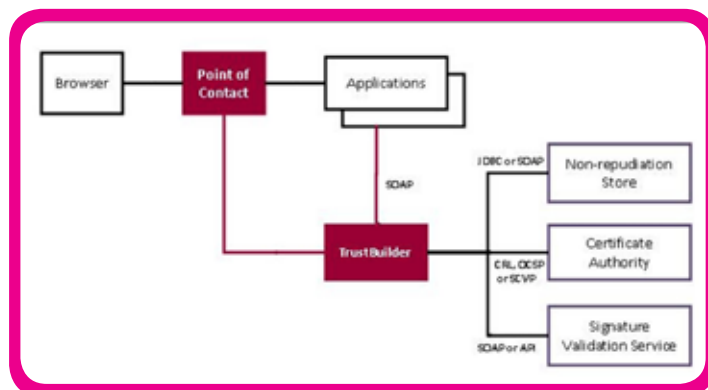 Browser
Point of
Contact
Applications
SOAP
JDBC or SOAP
Non-repudiation
Store
TrustBuilder
CRL, OCSP
or SCVP
Certificate
Authority
SOAP or API
Signature
Validation Service